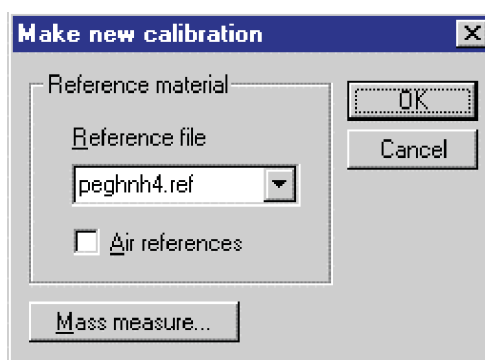 Make new calibration
Reference material
OK
Reference file
Cancel
peghnh4.ref
Air references
Mass measure...